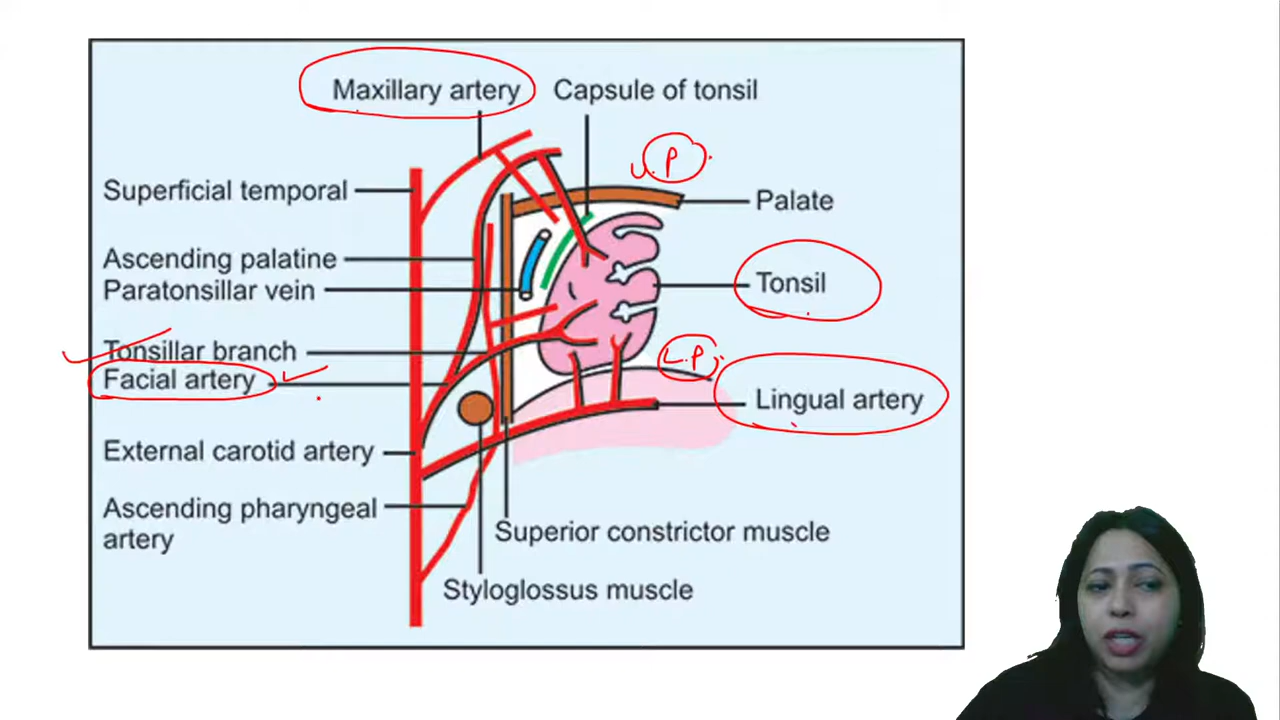 Maxillary artery
Capsule of tonsil
U.P
Superficial temporal
Palate
Ascending palatine
Paratonsillar vein
Tonsil
Tonsillar branch
Facial artery
L.P
Lingual artery
External carotid artery
Ascending pharyngeal
artery
Superior constrictor muscle
Styloglossus muscle